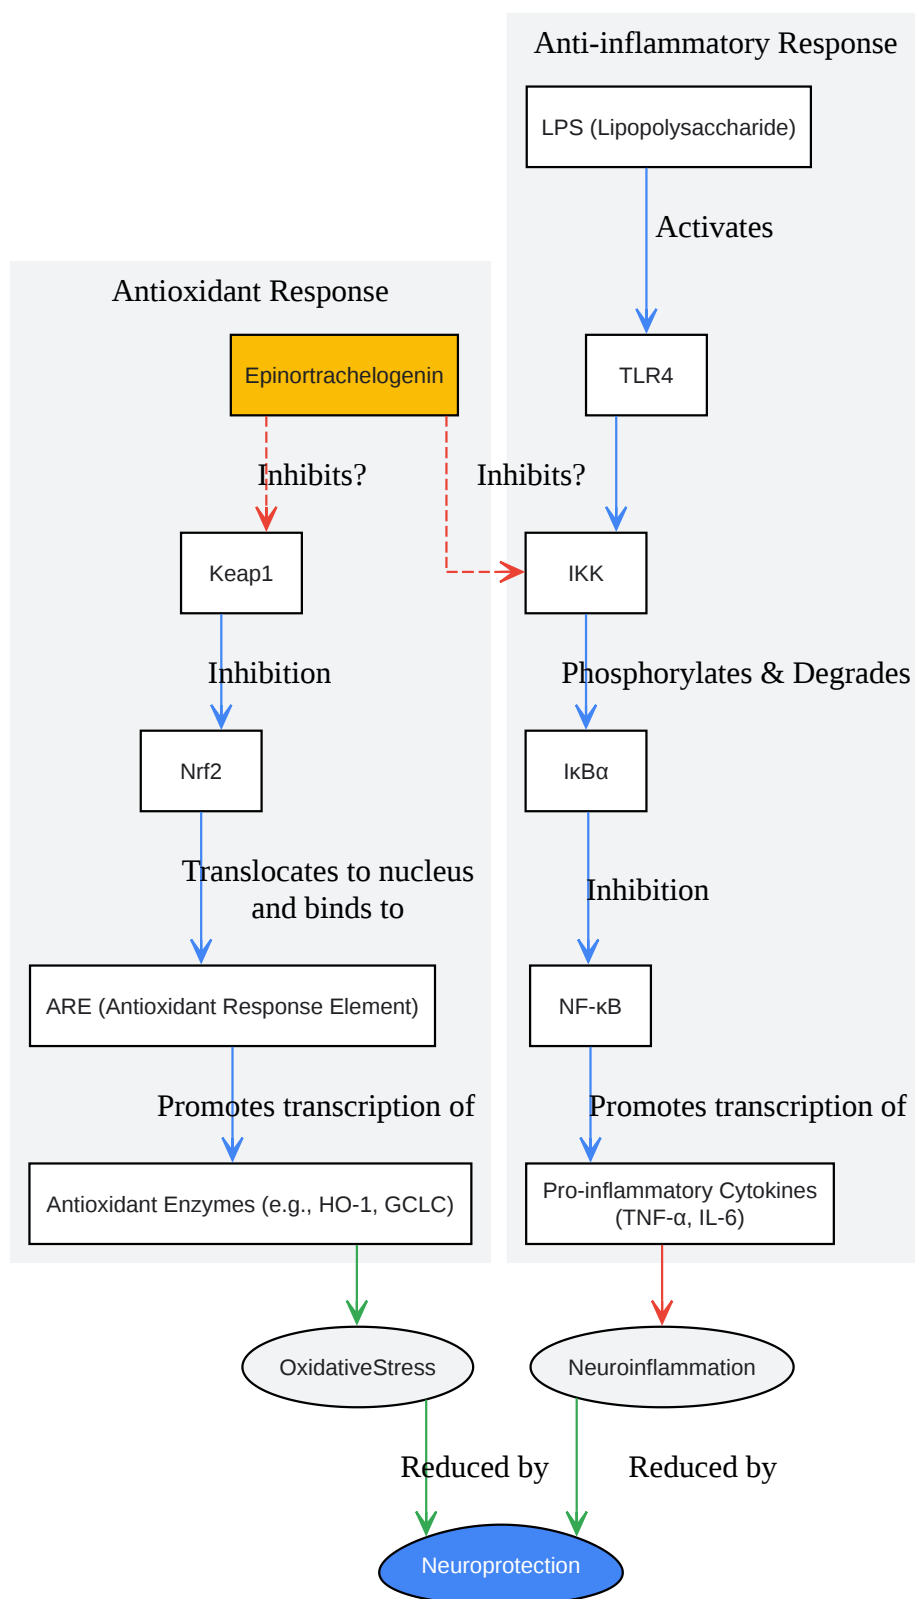 Anti-inflammatory Response
LPS (Lipopolysaccharide)
Activates
Antioxidant Response
Epinortrachelogenin
TLR4
Inhibits?
Inhibits?
Keap1
IKK
Inhibition
Phosphorylates & Degrades
Nrf2
IκBα
Translocates to nucleus
and binds to
Inhibition
ARE (Antioxidant Response Element)
NF-κB
Promotes transcription of
Promotes transcription of
Antioxidant Enzymes (e.g., HO-1, GCLC)
Pro-inflammatory Cytokines
(TNF-α, IL-6)
OxidativeStress
Neuroinflammation
Reduced by
Reduced by
Neuroprotection